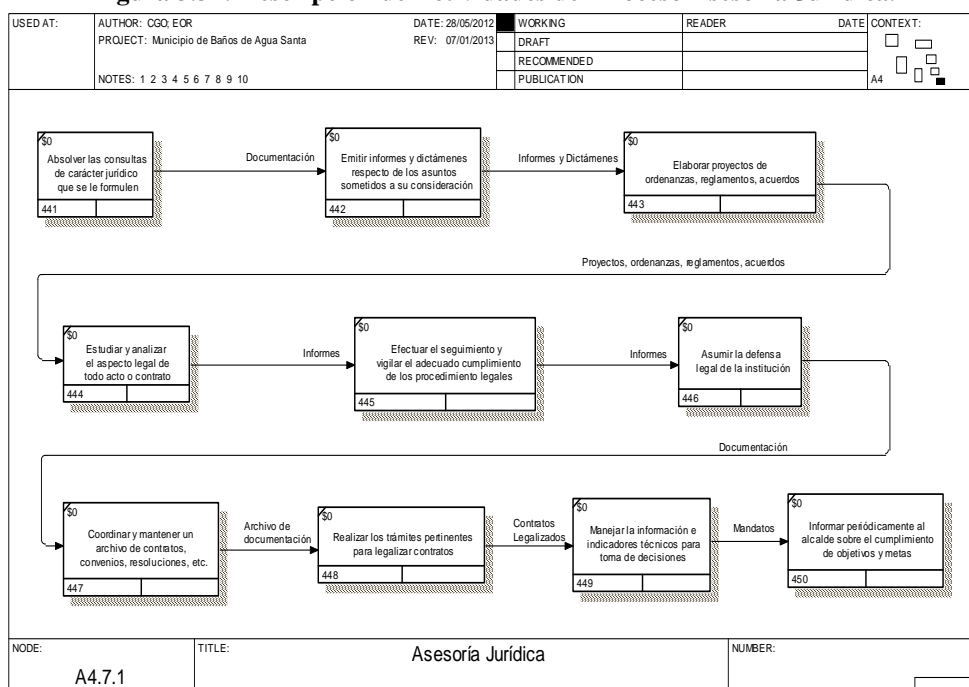 USED AT:
AUTHOR: CGO; EOR
DATE: 28/05/2012
WORKING
READER
DATE
CONTEXT:
PROJECT: Municipio de Baños de Agua Santa
REV: 07/01/2013
DRAFT
RECOMMENDED
NOTES: 1 2 3 4 5 6 7 8 9 10
PUBLICATION
A4
$0
Absolver las consultas
de carácter jurídico
que se le formulen
441
Documentación
$0
Emitir informes y dictámenes
respecto de los asuntos
sometidos a su consideración
442
Informes y Dictámenes
$0
Elaborar proyectos de
ordenanzas, reglamentos, acuerdos
443
Proyectos, ordenanzas, reglamentos, acuerdos
$0
Estudiar y analizar
el aspecto legal de
todo acto o contrato
444
Informes
$0
Efectuar el seguimiento y
vigilar el adecuado cumplimiento
de los procedimiento legales
445
Informes
$0
Asumir la defensa
legal de la institución
446
Documentación
$0
Coordinar y mantener un
archivo de contratos,
convenios, resoluciones, etc.
447
Archivo de
documentación
$0
Realizar los trámites pertinentes
para legalizar contratos
448
Contratos
Legalizados
$0
Manejar la información e
indicadores técnicos para
toma de decisiones
449
Mandatos
$0
Informar periódicamente al
alcalde sobre el cumplimiento
de objetivos y metas
450
NODE:
A4.7.1
TITLE:
Asesoría Jurídica
NUMBER: